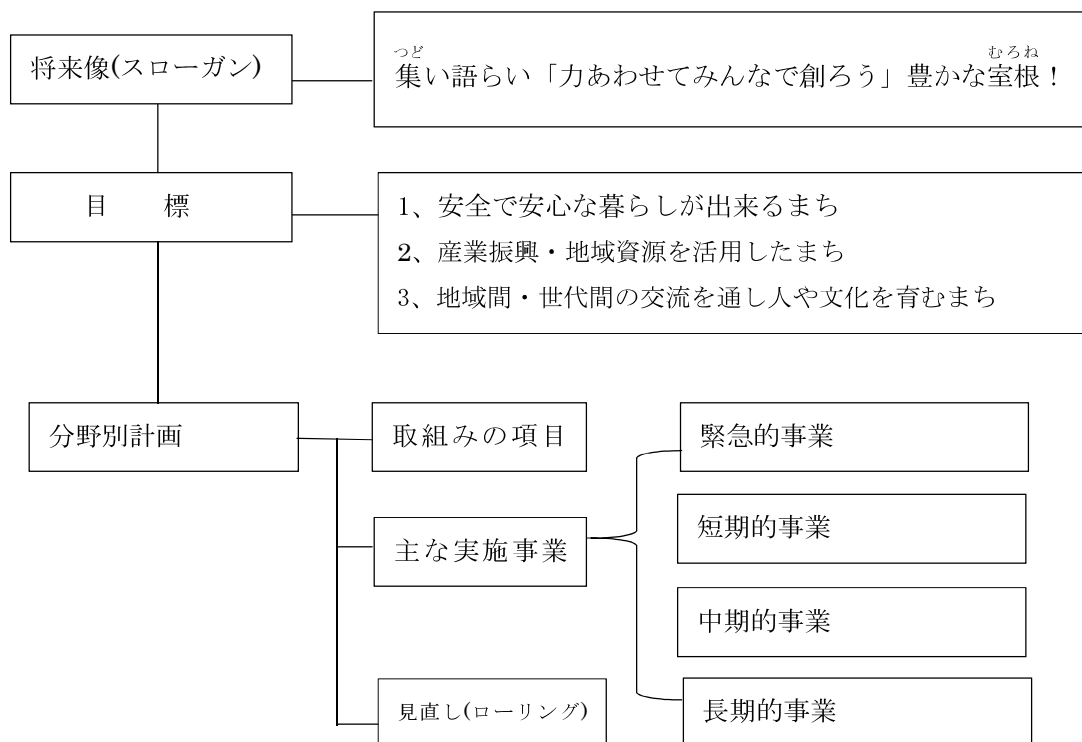 将来像(スローガン)
集い語らい「力あわせてみんなで創ろう」豊かな室根！
つど
むろね
目　標
1、安全で安心な暮らしが出来るまち
2、産業振興・地域資源を活用したまち
3、地域間・世代間の交流を通し人や文化を育むまち
分野別計画
取組みの項目
主な実施事業
見直し(ローリング)
緊急的事業
短期的事業
中期的事業
長期的事業